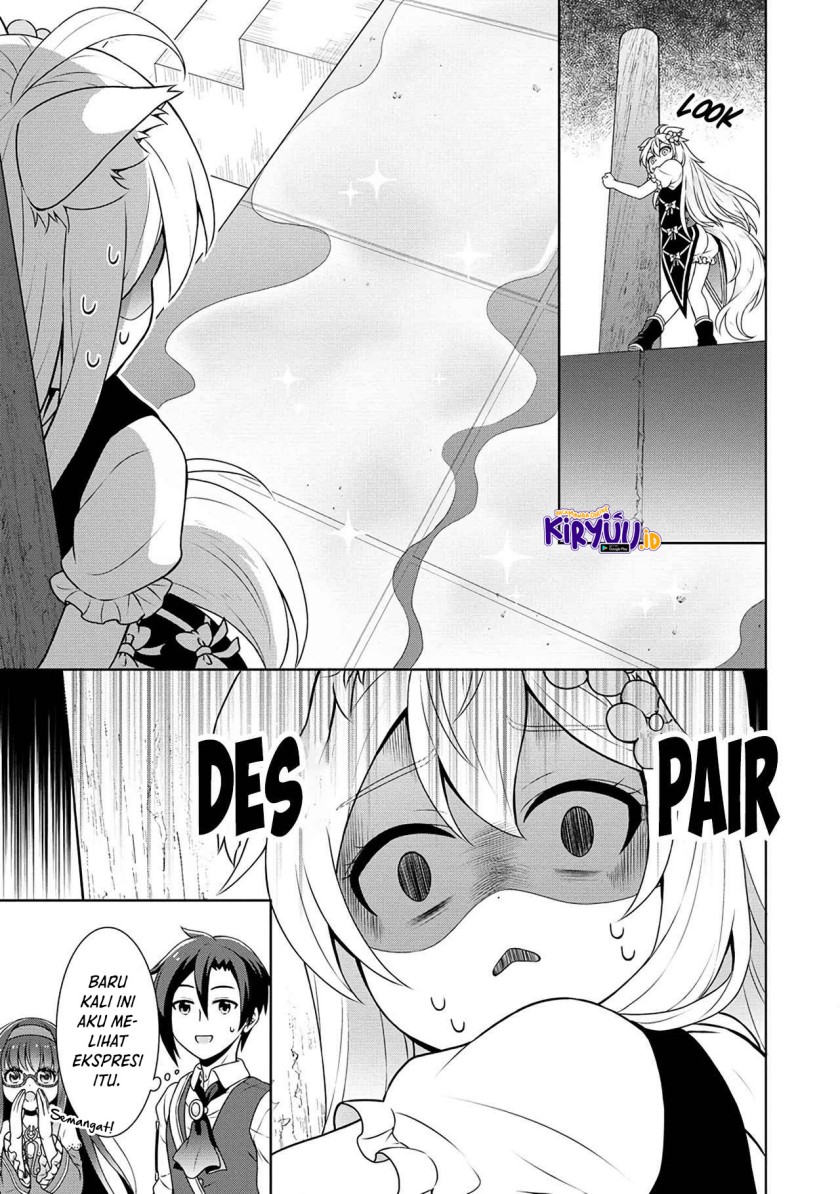 LOOK
KIRYUU.ID
DES
PAIR
BARU
KALI INI
AKU ME-
LIHAT
EKSPRESI
ITU.
Semangat!